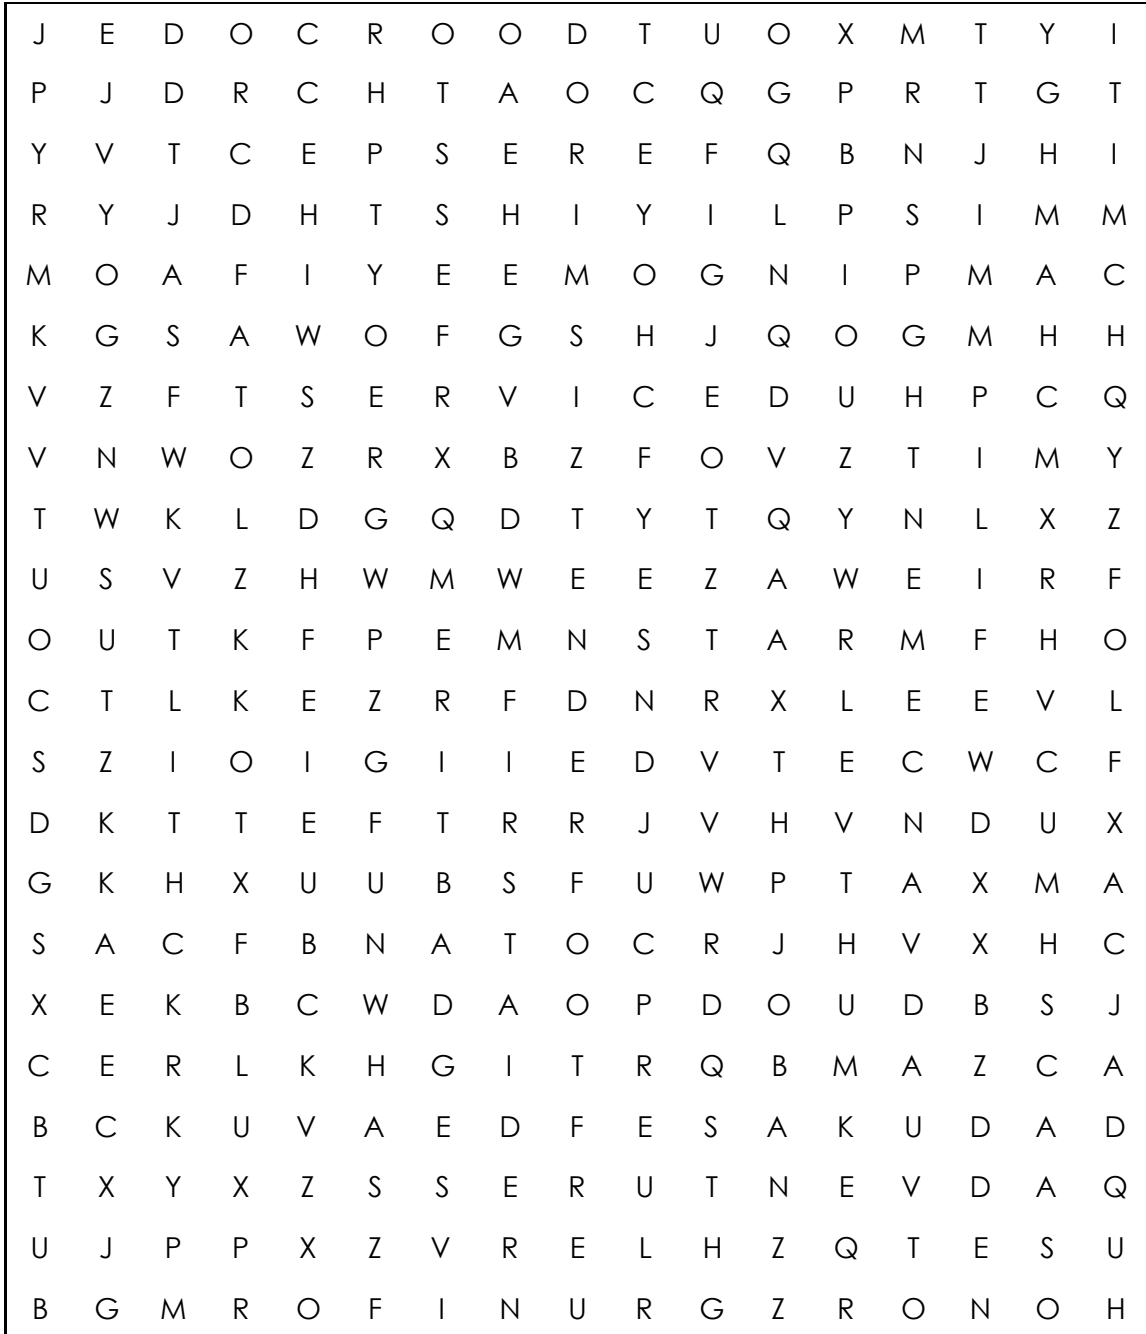 J E D O C R O O D T U O X M T Y I
P J D R C H T A O C Q G P R T G T
Y V T C E P S E R E F Q B N J H I
R Y J D H T S H I Y I L P S I M M
M O A F I Y E E M O G N I P M A C
K G S A W O F G S H J Q O G M H H
V Z F T S E R V I C E D U H P C Q
V N W O Z R X B Z F O V Z T I M Y
T W K L D G Q D T Y T Q Y N L X Z
U S V Z H W M W E E Z A W E I R F
O U T K F P E M N S T A R M F H O
C T L K E Z R F D N R X L E E V L
S Z I O I G I I E D V T E C W C F
D K T T E F T R R J V H V N D U X
G K H X U U B S F U W P T A X M A
S A C F B N A T O C R J H V X H C
X E K B C W D A O P D O U D B S J
C E R L K H G I T R Q B M A Z C A
B C K U V A E D F E S A K U D A D
T X Y X Z S S E R U T N E V D A Q
U J P P X Z V R E L H Z Q T E S U
B G M R O F I N U R G Z R O N O H